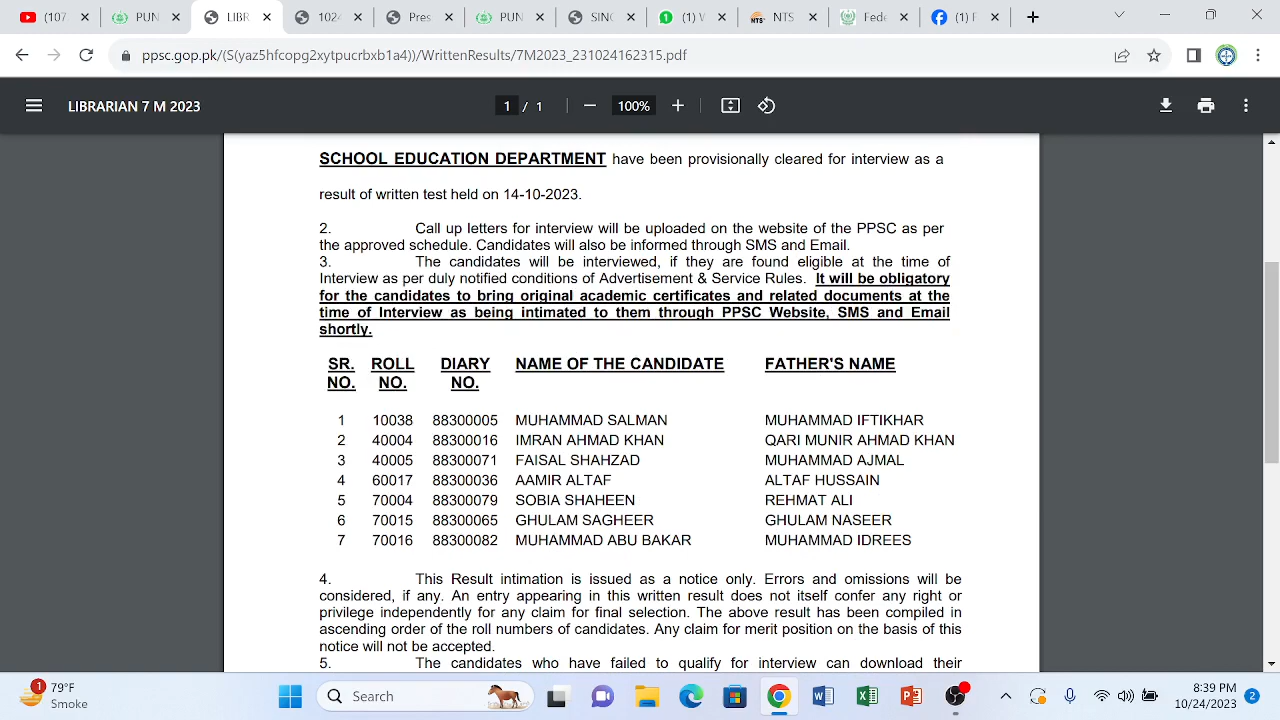 (107
PUN
LIBR
1024
Pres
PUN
SINC
(1) W
NTS
Fede
(1) F
ppsc.gop.pk/(S(yaz5hfcopg2xytpucrbxb1a4))/WrittenResults/7M2023_231024162315.pdf
LIBRARIAN 7 M 2023
1 / 1
100%
SCHOOL EDUCATION DEPARTMENT have been provisionally cleared for interview as a
result of written test held on 14-10-2023.
2. Call up letters for interview will be uploaded on the website of the PPSC as per
the approved schedule. Candidates will also be informed through SMS and Email.
3. The candidates will be interviewed, if they are found eligible at the time of
Interview as per duly notified conditions of Advertisement & Service Rules. It will be obligatory
for the candidates to bring original academic certificates and related documents at the
time of Interview as being intimated to them through PPSC Website, SMS and Email
shortly.
SR. ROLL DIARY NAME OF THE CANDIDATE FATHER'S NAME
NO. NO. NO.
1 10038 88300005 MUHAMMAD SALMAN MUHAMMAD IFTIKHAR
2 40004 88300016 IMRAN AHMAD KHAN QARI MUNIR AHMAD KHAN
3 40005 88300071 FAISAL SHAHZAD MUHAMMAD AJMAL
4 60017 88300036 AAMIR ALTAF ALTAF HUSSAIN
5 70004 88300079 SOBIA SHAHEEN REHMAT ALI
6 70015 88300065 GHULAM SAGHEER GHULAM NASEER
7 70016 88300082 MUHAMMAD ABU BAKAR MUHAMMAD IDREES
4. This Result intimation is issued as a notice only. Errors and omissions will be
considered, if any. An entry appearing in this written result does not itself confer any right or
privilege independently for any claim for final selection. The above result has been compiled in
ascending order of the roll numbers of candidates. Any claim for merit position on the basis of this
notice will not be accepted.
5. The candidates who have failed to qualify for interview can download their
1
79°F
Smoke
Search
8:39 PM
10/24/2023
2